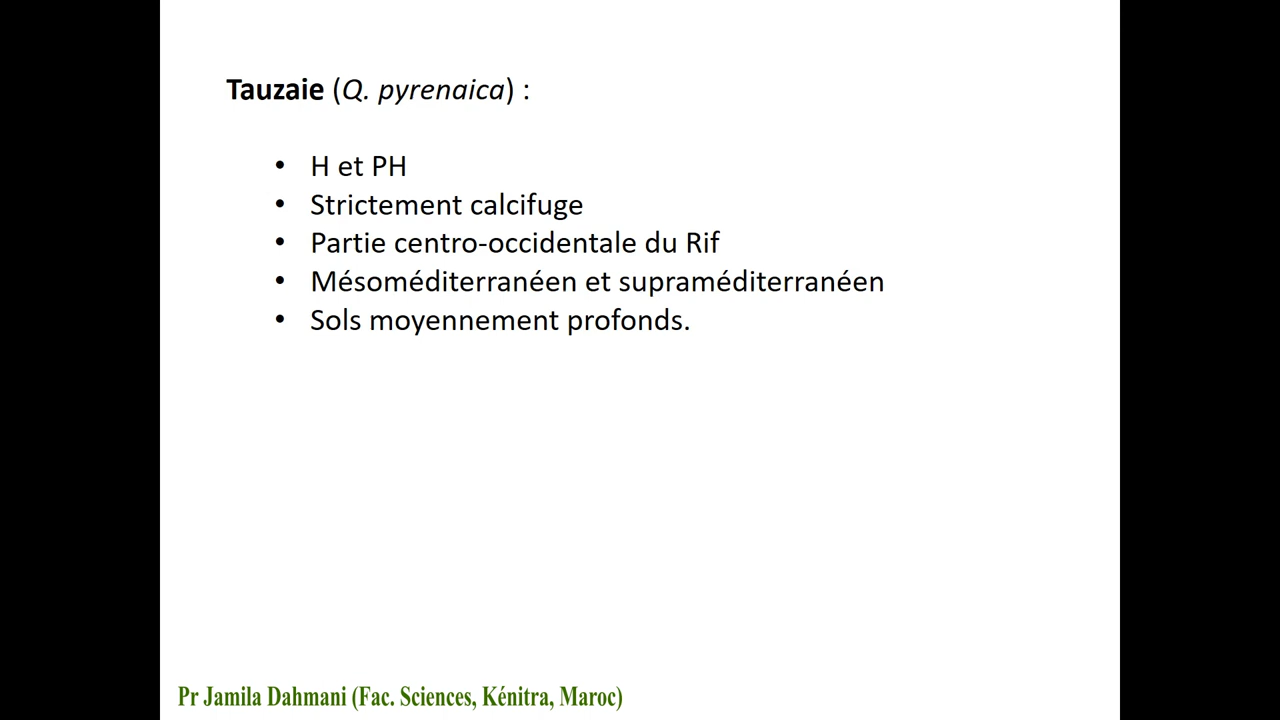 Tauzaie (Q. pyrenaica) :
• H et PH
• Strictement calcifuge
• Partie centro-occidentale du Rif
• Mésoméditerranéen et supraméditerranéen
• Sols moyennement profonds.
Pr Jamila Dahmani (Fac. Sciences, Kénitra, Maroc)